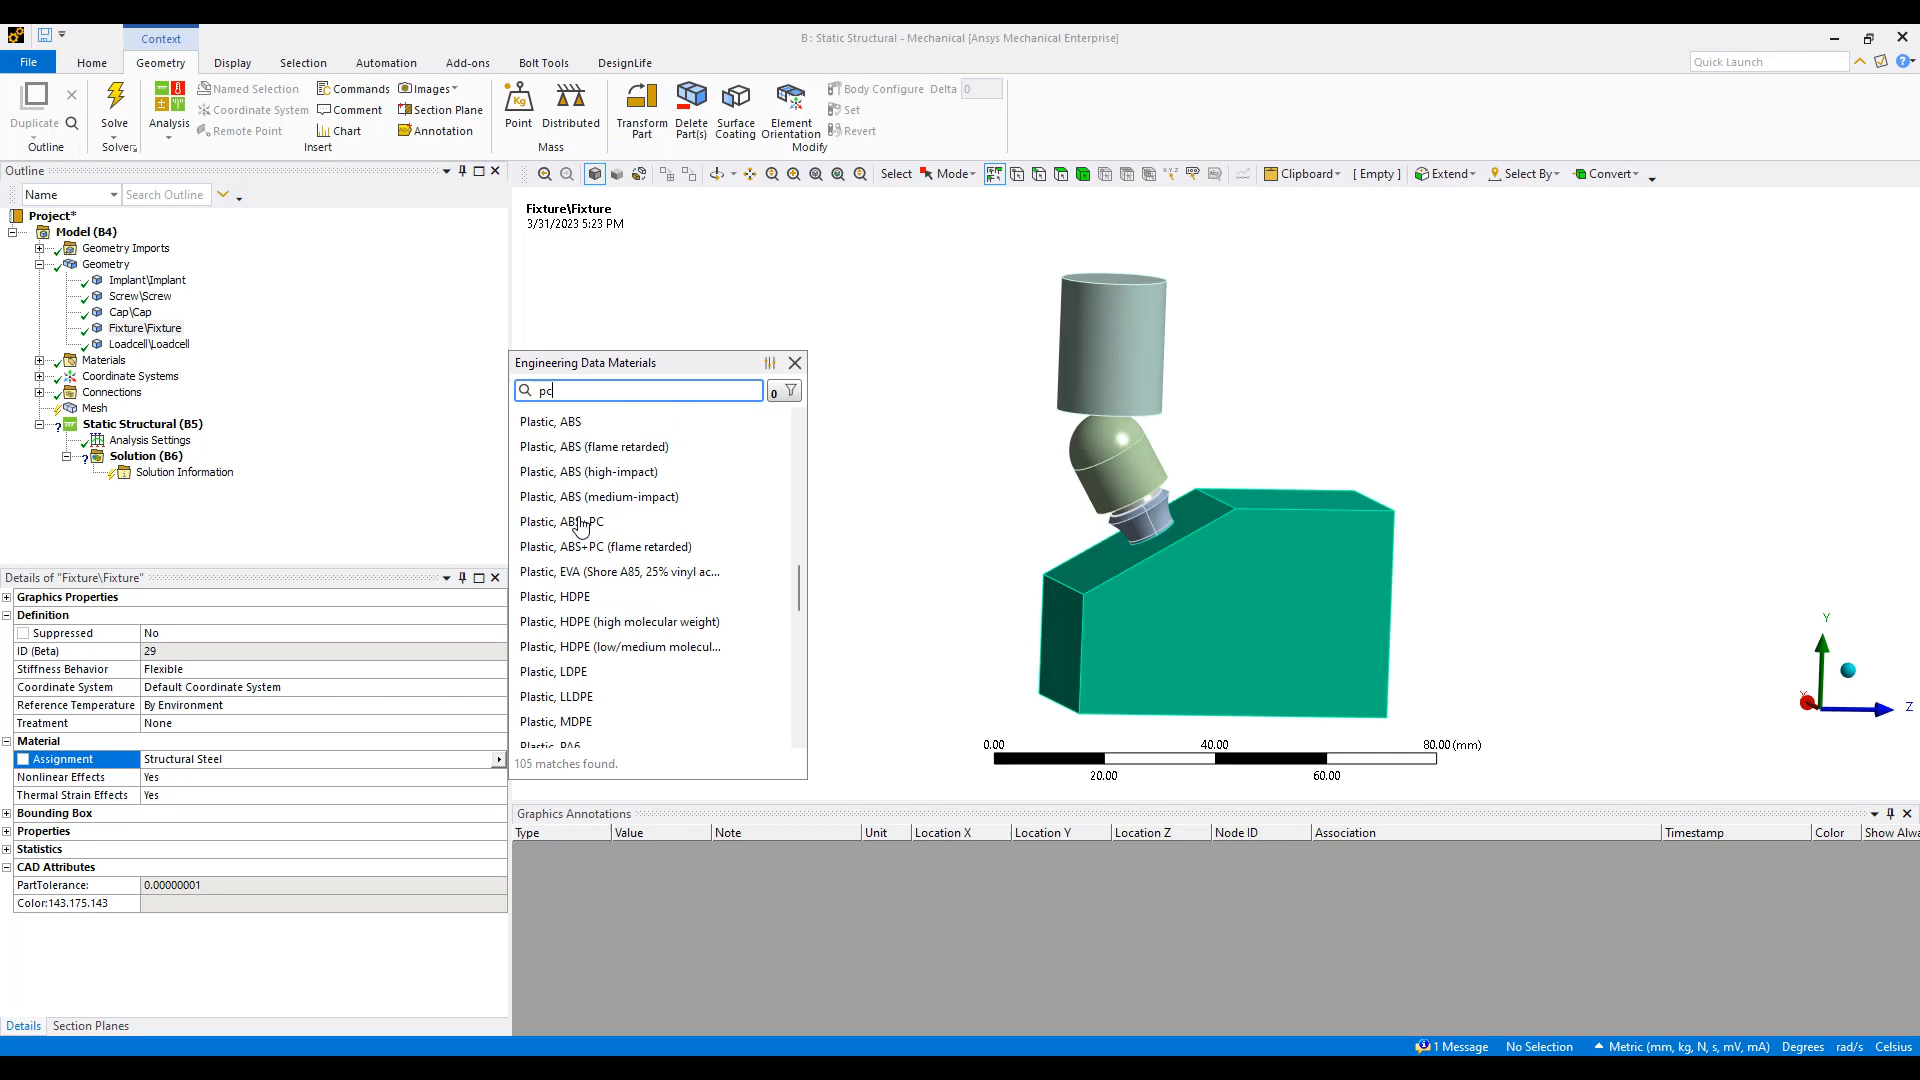 Context
B : Static Structural - Mechanical [Ansys Mechanical Enterprise]
File
Home
Geometry
Display
Selection
Automation
Add-ons
Bolt Tools
DesignLife
Quick Launch
Duplicate
Outline
Solve
Solver
Analysis
Named Selection
Coordinate System
Remote Point
Commands
Comment
Chart
Images
Section Plane
Annotation
Insert
Point
Distributed
Mass
Transform Part
Delete Part(s)
Surface Coating
Element Orientation
Body Configure Delta 0
Set
Revert
Modify
Outline
Name
Search Outline
Select
Mode
Clipboard
[ Empty ]
Extend
Select By
Convert
Project*
Model (B4)
Geometry Imports
Geometry
Implant\Implant
Screw\Screw
Cap\Cap
Fixture\Fixture
Loadcell\Loadcell
Materials
Coordinate Systems
Connections
Mesh
Static Structural (B5)
Analysis Settings
Solution (B6)
Solution Information
Fixture\Fixture
3/31/2023 5:23 PM
Engineering Data Materials
pc
0
Plastic, ABS
Plastic, ABS (flame retarded)
Plastic, ABS (high-impact)
Plastic, ABS (medium-impact)
Plastic, ABS+PC
Plastic, ABS+PC (flame retarded)
Plastic, EVA (Shore A85, 25% vinyl ac...
Plastic, HDPE
Plastic, HDPE (high molecular weight)
Plastic, HDPE (low/medium molecul...
Plastic, LDPE
Plastic, LLDPE
Plastic, MDPE
Plastic, PA6
105 matches found.
Details of "Fixture\Fixture"
Graphics Properties
Definition
Suppressed No
ID (Beta) 29
Stiffness Behavior Flexible
Coordinate System Default Coordinate System
Reference Temperature By Environment
Treatment None
Material
Assignment Structural Steel
Nonlinear Effects Yes
Thermal Strain Effects Yes
Bounding Box
Properties
Statistics
CAD Attributes
PartTolerance: 0.00000001
Color:143.175.143
Details
Section Planes
0.00 40.00 80.00 (mm)
20.00 60.00
Y
X
Z
Graphics Annotations
Type Value Note Unit Location X Location Y Location Z Node ID Association Timestamp Color Show Alwa
1 Message
No Selection
Metric (mm, kg, N, s, mV, mA)
Degrees
rad/s
Celsius